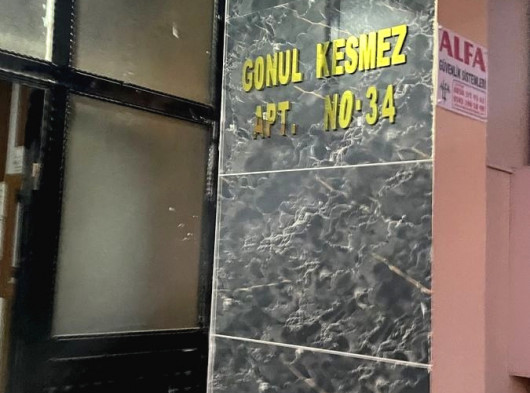 GONUL KESMEZ
APT. NO:34
ALFA
GÜVENLİK SİSTEMLERİ